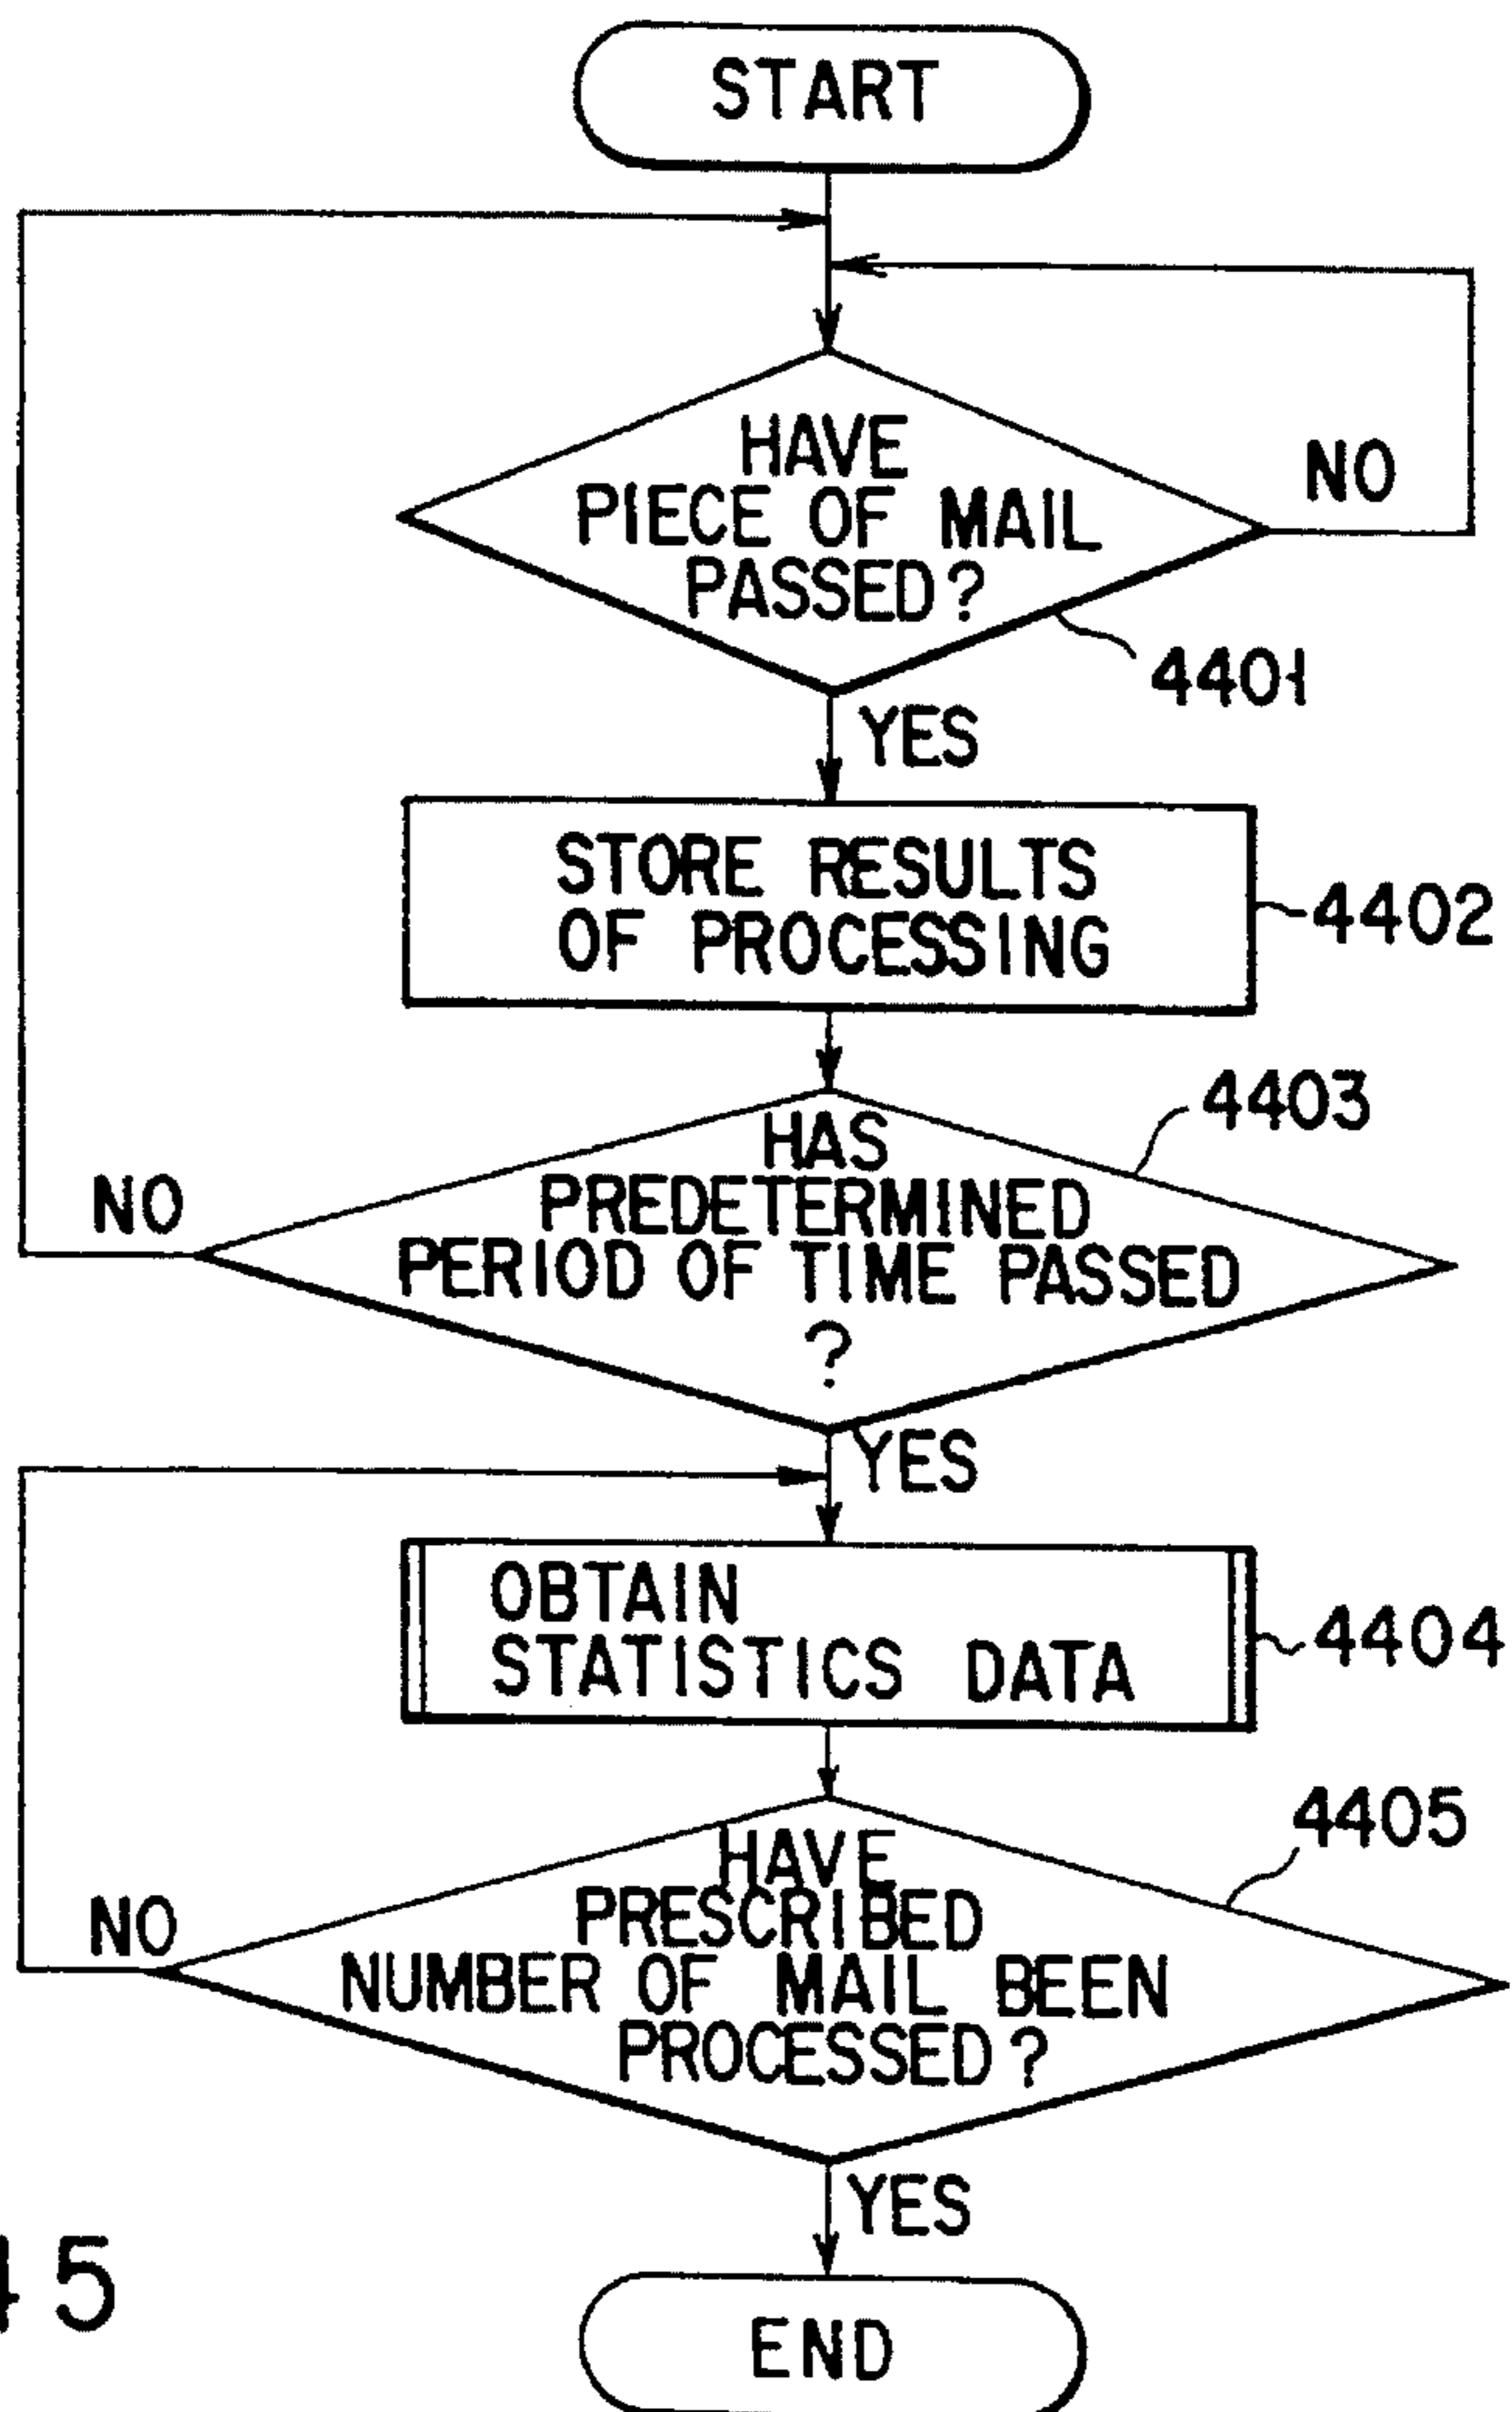 START
HAVE
PIECE OF MAIL
PASSED?
NO
4401
YES
STORE RESULTS
OF PROCESSING
4402
4403
HAS
PREDETERMINED
PERIOD OF TIME PASSED
?
NO
YES
OBTAIN
STATISTICS DATA
4404
4405
HAVE
PRESCRIBED
NUMBER OF MAIL BEEN
PROCESSED?
NO
YES
END
45